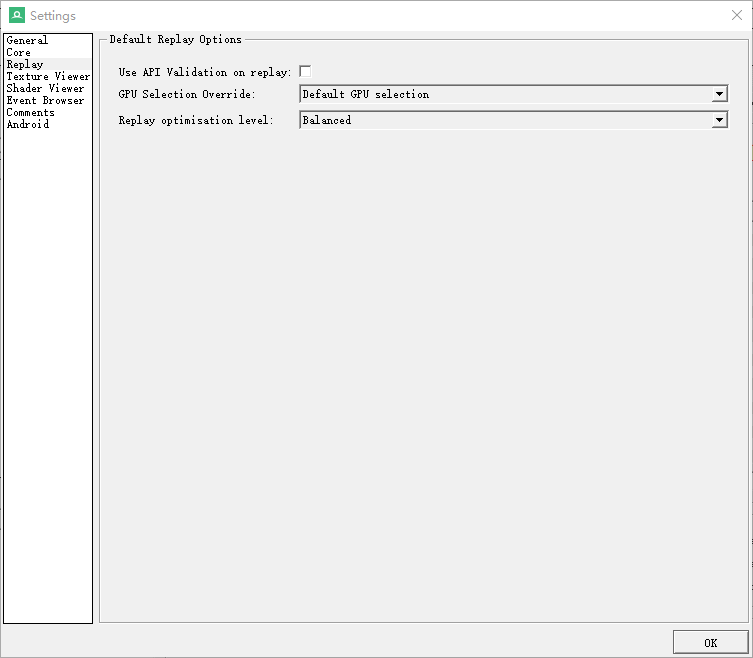 Settings
General
Core
Replay
Texture Viewer
Shader Viewer
Event Browser
Comments
Android
Default Replay Options
Use API Validation on replay:
GPU Selection Override:
Default GPU selection
Replay optimisation level:
Balanced
OK